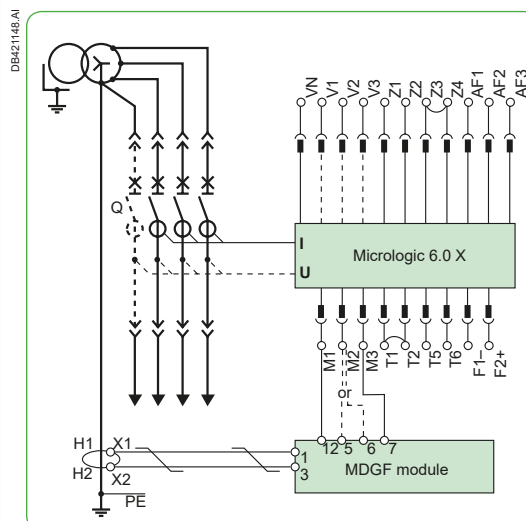 DB421148.AI
VN V1 V2 V3 Z1 Z2 Z3 Z4 AF1 AF2 AF3
Q
I
U
Micrologic 6.0 X
M1 M2 M3 T1 T2 T5 T6 F1– F2+
or
12 5 6 7
H1 X1
1
MDGF module
3
H2 X2
PE